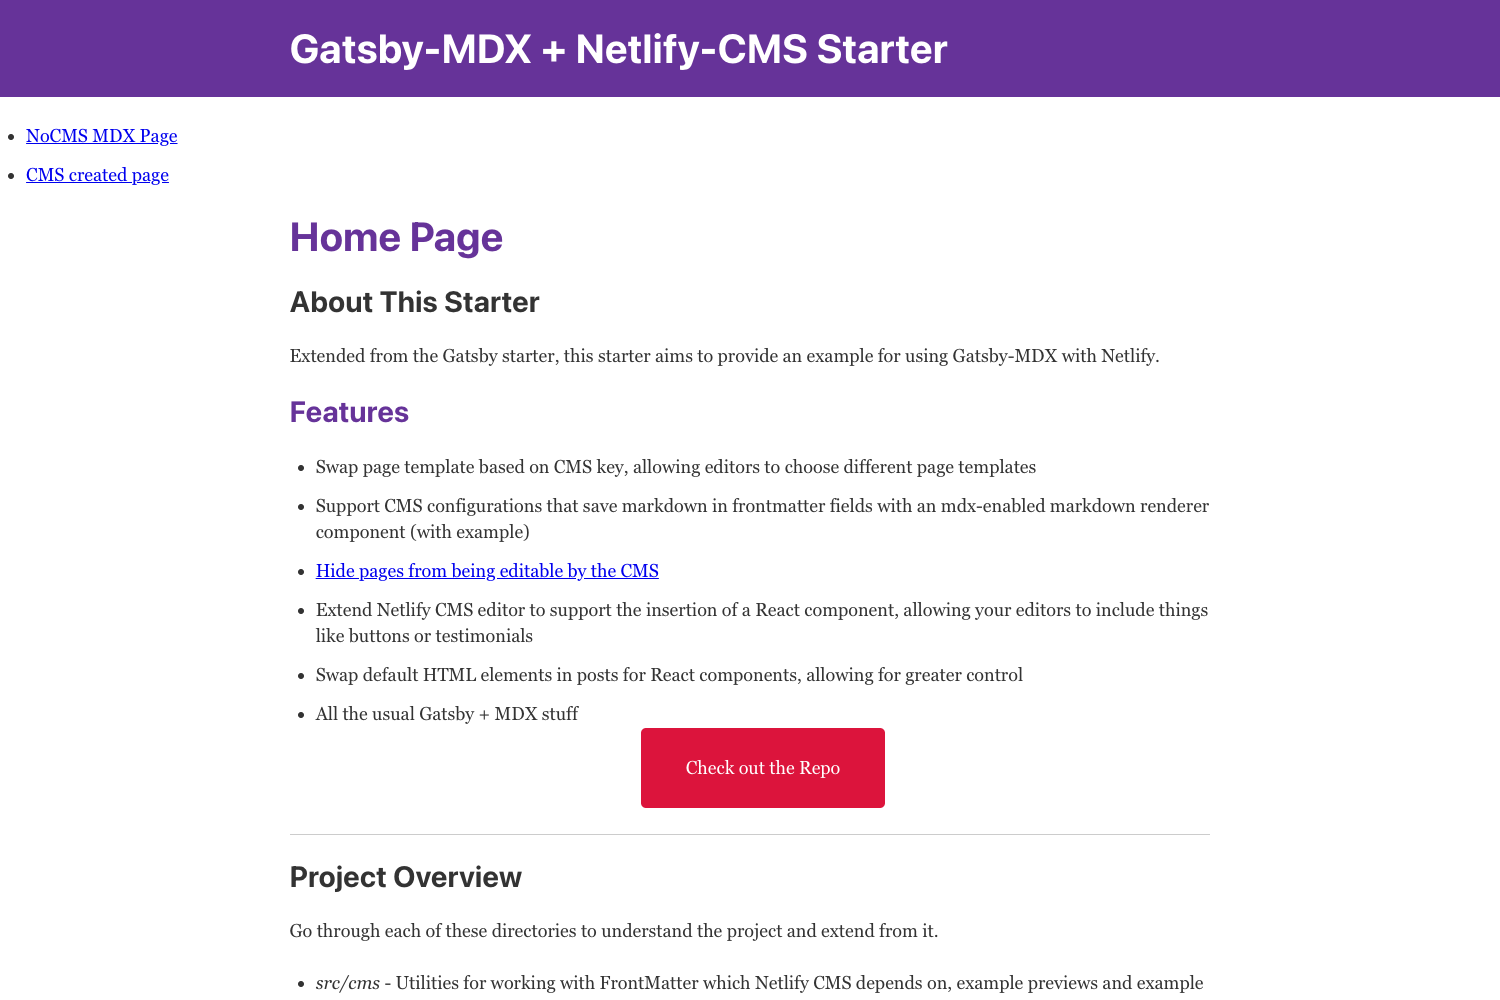 Gatsby-MDX + Netlify-CMS Starter
NoCMS MDX Page
CMS created page
Home Page
About This Starter
Extended from the Gatsby starter, this starter aims to provide an example for using Gatsby-MDX with Netlify.
Features
Swap page template based on CMS key, allowing editors to choose different page templates
Support CMS configurations that save markdown in frontmatter fields with an mdx-enabled markdown renderer
component (with example)
Hide pages from being editable by the CMS
Extend Netlify CMS editor to support the insertion of a React component, allowing your editors to include things
like buttons or testimonials
Swap default HTML elements in posts for React components, allowing for greater control
All the usual Gatsby + MDX stuff
Check out the Repo
Project Overview
Go through each of these directories to understand the project and extend from it.
src/cms - Utilities for working with FrontMatter which Netlify CMS depends on, example previews and example